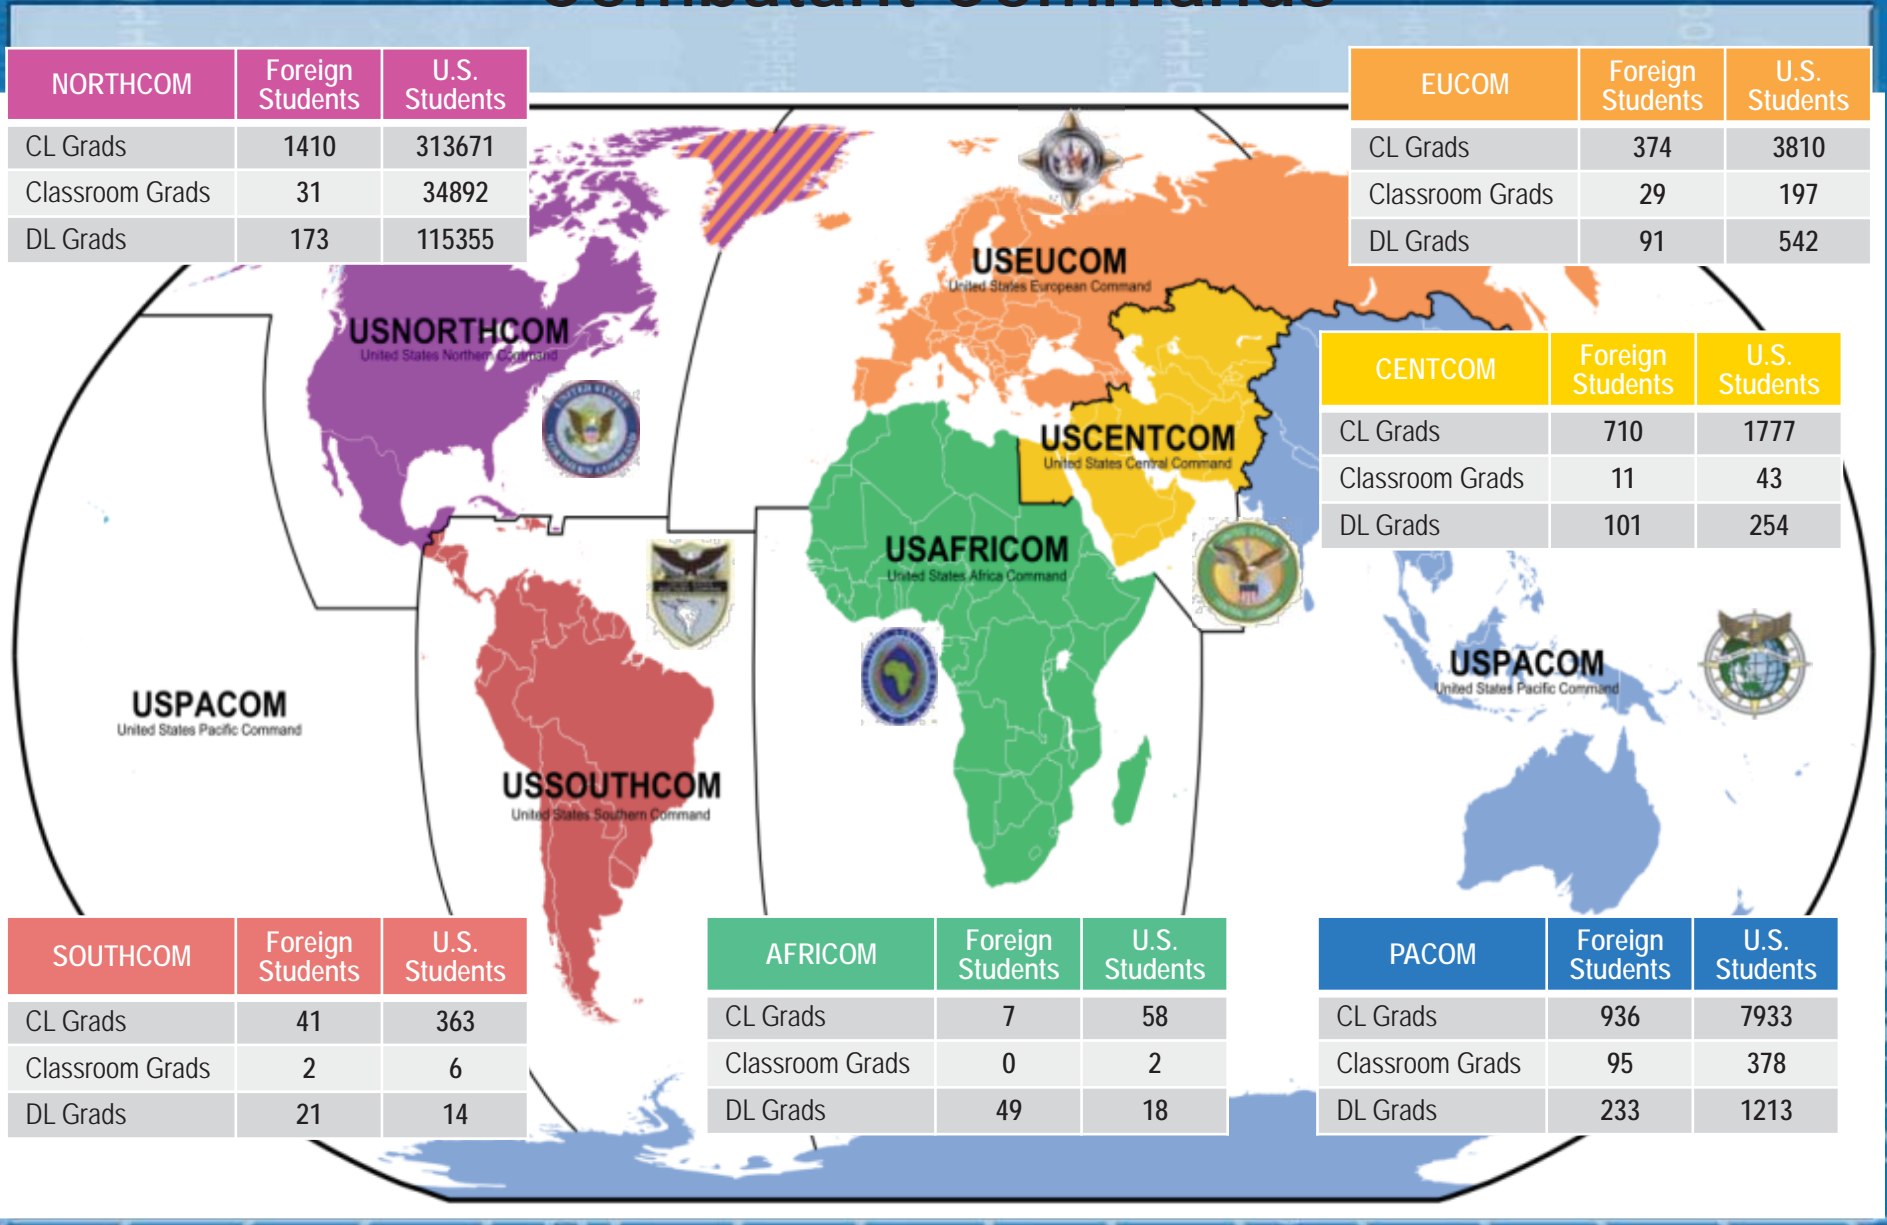 Combatant Commands
NORTHCOM Foreign Students U.S. Students
CL Grads 1410 313671
Classroom Grads 31 34892
DL Grads 173 115355
EUCOM Foreign Students U.S. Students
CL Grads 374 3810
Classroom Grads 29 197
DL Grads 91 542
USEUCOM
United States European Command
USNORTHCOM
United States Northern Command
CENTCOM Foreign Students U.S. Students
CL Grads 710 1777
Classroom Grads 11 43
DL Grads 101 254
USCENTCOM
United States Central Command
USAFRICOM
United States Africa Command
USPACOM
United States Pacific Command
USPACOM
United States Pacific Command
USSOUTHCOM
United States Southern Command
SOUTHCOM Foreign Students U.S. Students
CL Grads 41 363
Classroom Grads 2 6
DL Grads 21 14
AFRICOM Foreign Students U.S. Students
CL Grads 7 58
Classroom Grads 0 2
DL Grads 49 18
PACOM Foreign Students U.S. Students
CL Grads 936 7933
Classroom Grads 95 378
DL Grads 233 1213